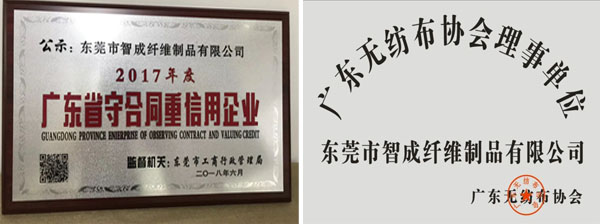 公示：东莞市智成纤维制品有限公司
2017年度
广东省守合同重信用企业
GUANGDONG PROVINCE ENIERPRISE OF OBSERVING CONTRACT AND VALUING CREDIT
监督机关：东莞市工商行政管理局
二〇一八年六月
广东无纺布协会理事单位
东莞市智成纤维制品有限公司
广东无纺布协会